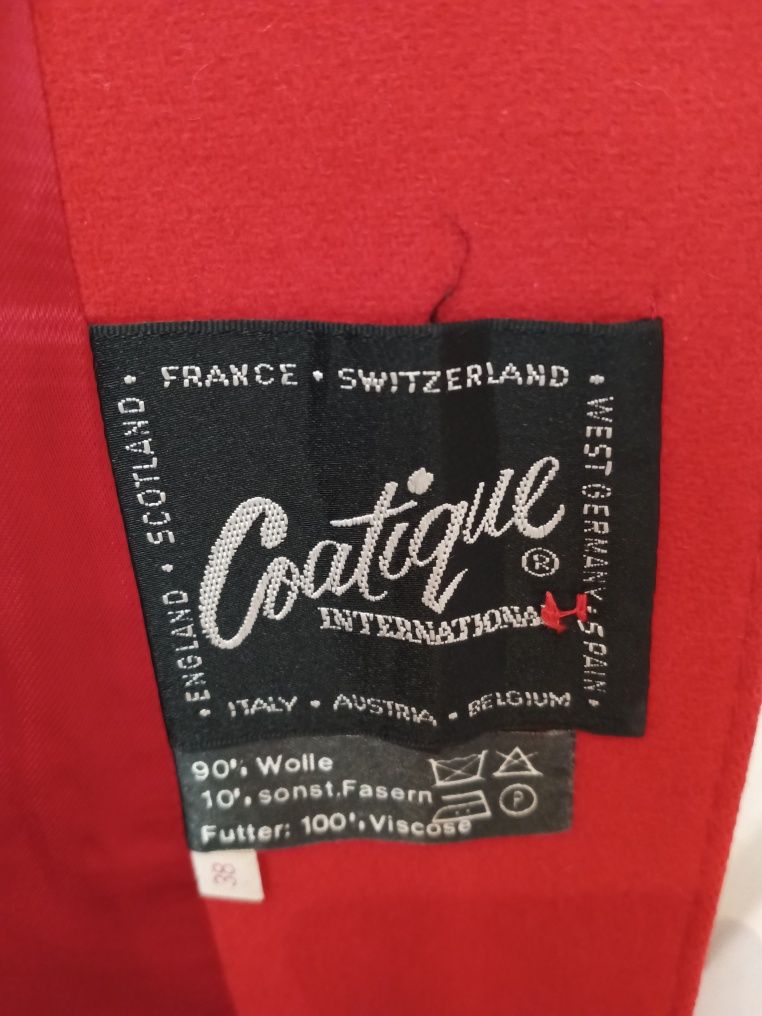 FRANCE • SWITZERLAND •
WEST GERMANY • SPAIN •
ENGLAND • SCOTLAND •
Coatique
®
INTERNATIONAL
• ITALY • AUSTRIA • BELGIUM •
90% Wolle
10% sonst. Fasern
P
Futter: 100% Viscose
38